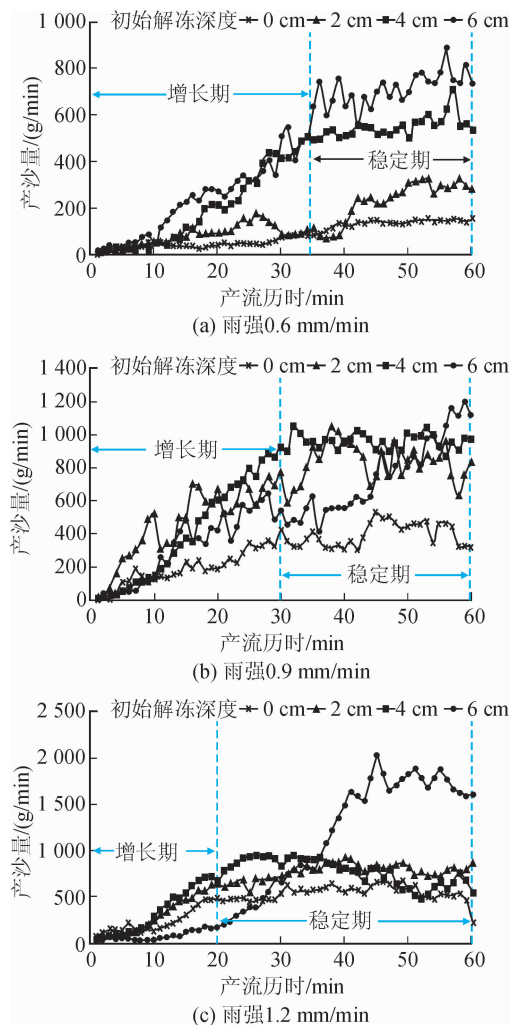 初始解冻深度 0 cm 2 cm 4 cm 6 cm
1 000
800
600
400
200
0
产沙量/(g/min)
增长期
稳定期
0 10 20 30 40 50 60
产流历时/min
(a) 雨强0.6 mm/min
初始解冻深度 0 cm 2 cm 4 cm 6 cm
1 400
1 200
1 000
800
600
400
200
0
产沙量/(g/min)
增长期
稳定期
0 10 20 30 40 50 60
产流历时/min
(b) 雨强0.9 mm/min
初始解冻深度 0 cm 2 cm 4 cm 6 cm
2 500
2 000
1 500
1 000
500
0
产沙量/(g/min)
增长期
稳定期
0 10 20 30 40 50 60
产流历时/min
(c) 雨强1.2 mm/min